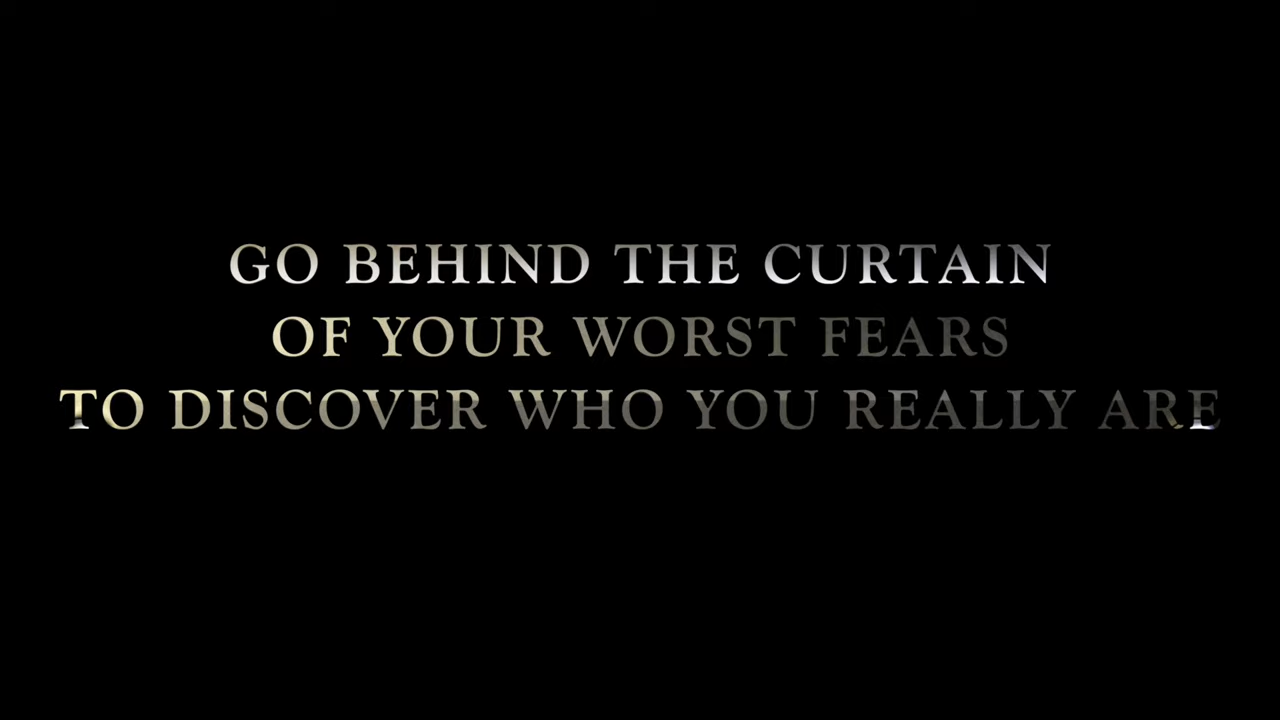 GO BEHIND THE CURTAIN
OF YOUR WORST FEARS
TO DISCOVER WHO YOU REALLY ARE